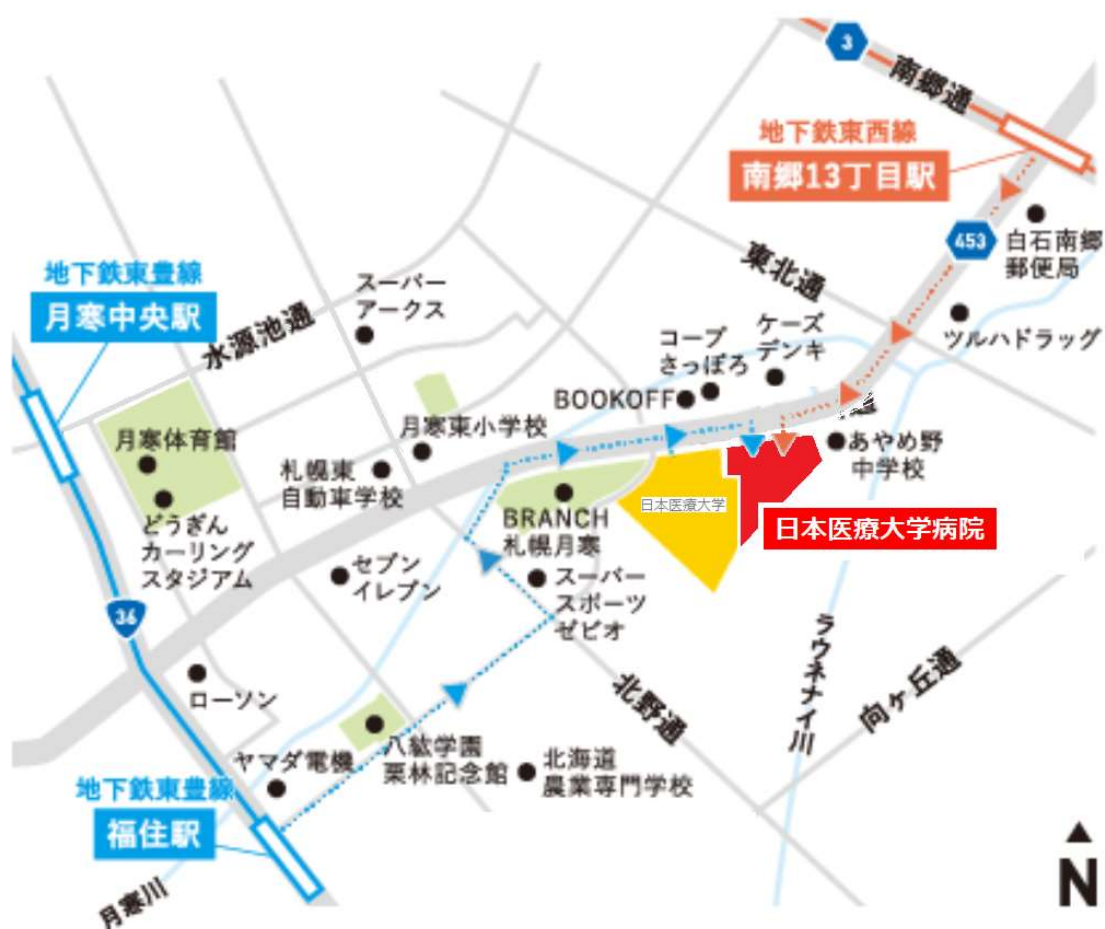 3
南郷通
地下鉄東西線
南郷13丁目駅
453
白石南郷
郵便局
東北通
地下鉄東豊線
月寒中央駅
スーパー
アークス
水源池通
ケーズ
デンキ
コープ
さっぽろ
ツルハドラッグ
BOOKOFF
月寒体育館
月寒東小学校
あやめ野
中学校
札幌東
自動車学校
日本医療大学
BRANCH
札幌月寒
日本医療大学病院
どうぎん
カーリング
スタジアム
セブン
イレブン
スーパー
スポーツ
ゼビオ
36
ラウネナイ川
ローソン
北野通
向ヶ丘通
八紘学園
栗林記念館
ヤマダ電機
北海道
農業専門学校
地下鉄東豊線
福住駅
月寒川
N